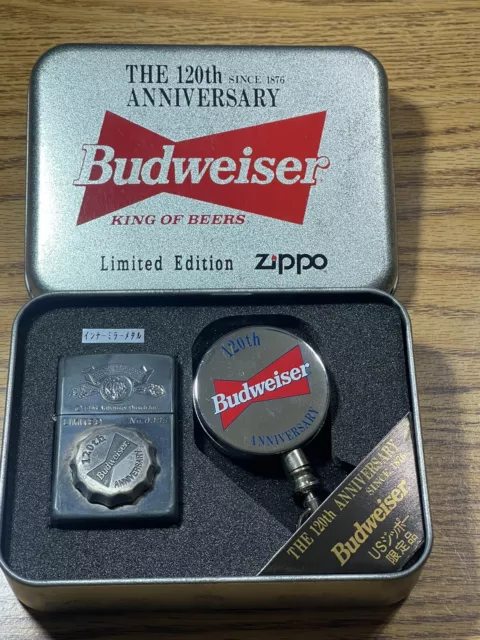 THE 120th SINCE 1876
ANNIVERSARY
Budweiser
KING OF BEERS
Limited Edition Zippo
インナーミラーメタル
LIMITED No.
120th
Budweiser
ANNIVERSARY
120th
Budweiser
ANNIVERSARY
THE 120th ANNIVERSARY
SINCE
Budweiser
USジッポー
限定品